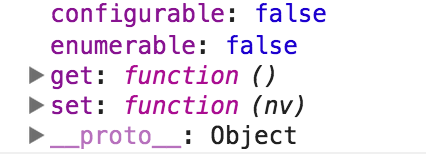 configurable: false
enumerable: false
▶ get: function ()
▶ set: function (nv)
▶ __proto__: Object